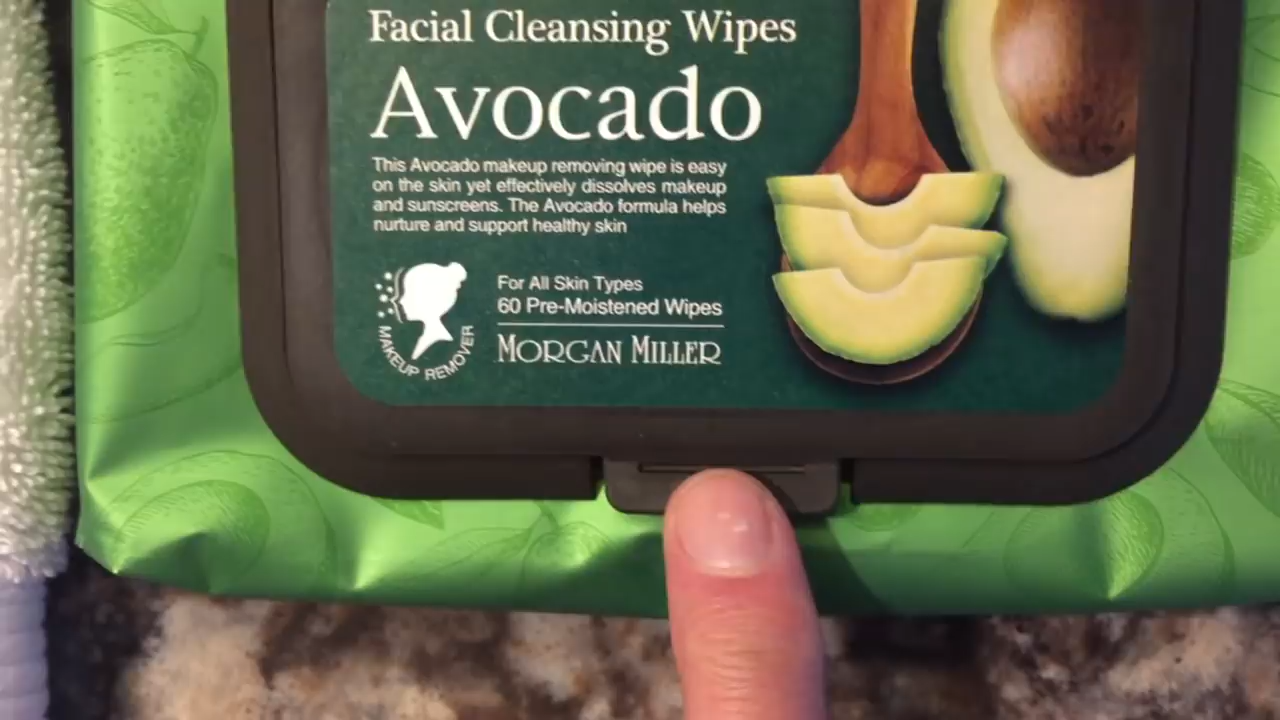 Facial Cleansing Wipes
Avocado
This Avocado makeup removing wipe is easy
on the skin yet effectively dissolves makeup
and sunscreens. The Avocado formula helps
nurture and support healthy skin
For All Skin Types
60 Pre-Moistened Wipes
MAKEUP REMOVER
MORGAN MILLER